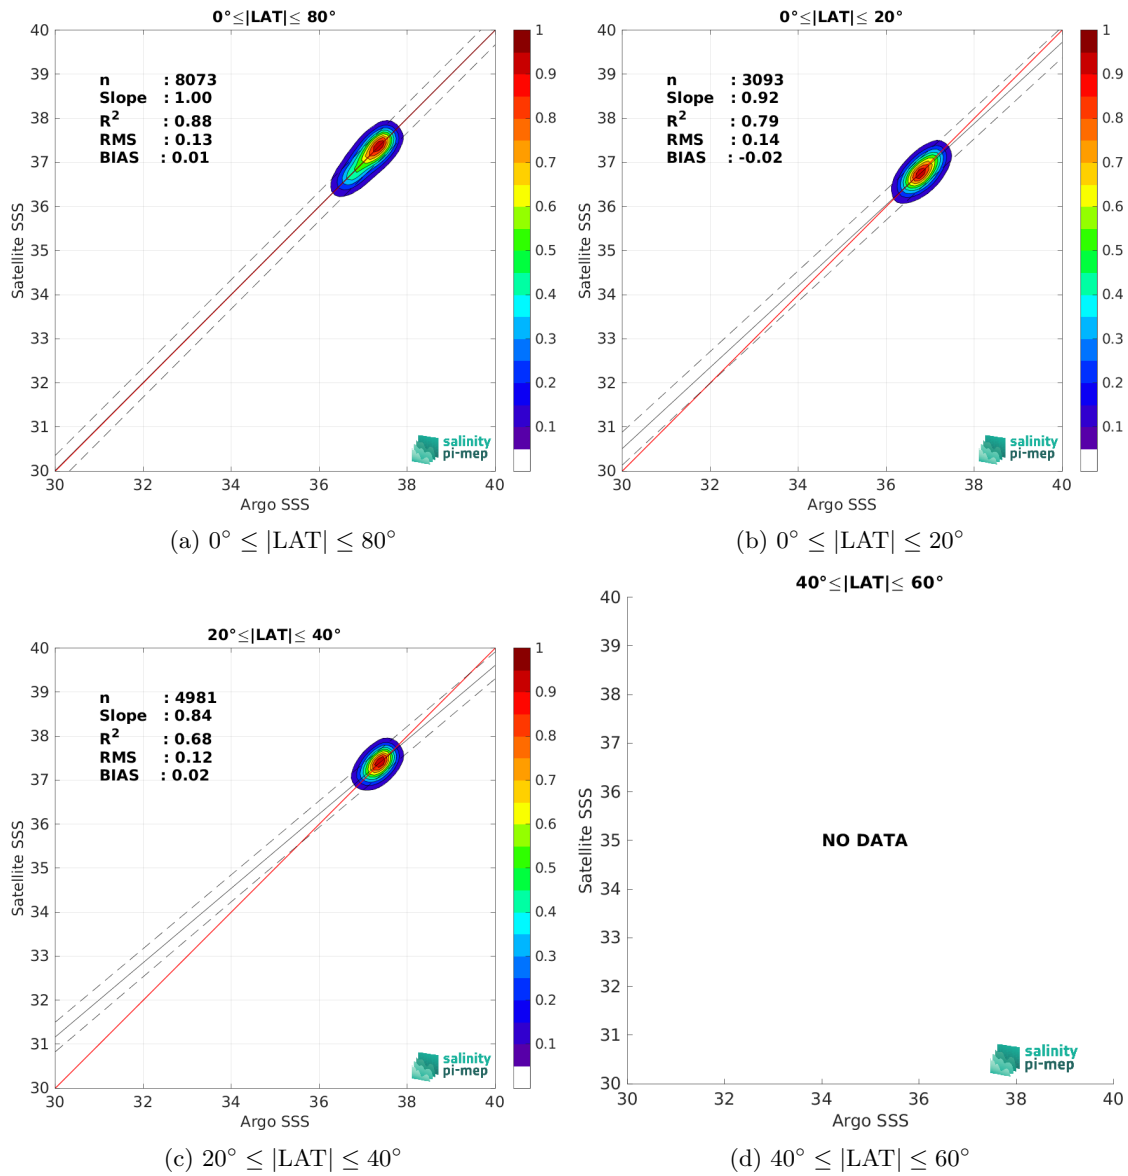 0°≤|LAT|≤ 80°
40
39
38
37
36
35
34
33
32
31
30
Satellite SSS
n : 8073
Slope : 1.00
R² : 0.88
RMS : 0.13
BIAS : 0.01
salinity
pi-mep
30 32 34 36 38 40
Argo SSS
1
0.9
0.8
0.7
0.6
0.5
0.4
0.3
0.2
0.1
(a) 0° ≤ |LAT| ≤ 80°
0°≤|LAT|≤ 20°
40
39
38
37
36
35
34
33
32
31
30
Satellite SSS
n : 3093
Slope : 0.92
R² : 0.79
RMS : 0.14
BIAS : -0.02
salinity
pi-mep
30 32 34 36 38 40
Argo SSS
1
0.9
0.8
0.7
0.6
0.5
0.4
0.3
0.2
0.1
(b) 0° ≤ |LAT| ≤ 20°
20°≤|LAT|≤ 40°
40
39
38
37
36
35
34
33
32
31
30
Satellite SSS
n : 4981
Slope : 0.84
R² : 0.68
RMS : 0.12
BIAS : 0.02
salinity
pi-mep
30 32 34 36 38 40
Argo SSS
1
0.9
0.8
0.7
0.6
0.5
0.4
0.3
0.2
0.1
(c) 20° ≤ |LAT| ≤ 40°
40°≤|LAT|≤ 60°
40
39
38
37
36
35
34
33
32
31
30
Satellite SSS
NO DATA
salinity
pi-mep
30 32 34 36 38 40
Argo SSS
(d) 40° ≤ |LAT| ≤ 60°